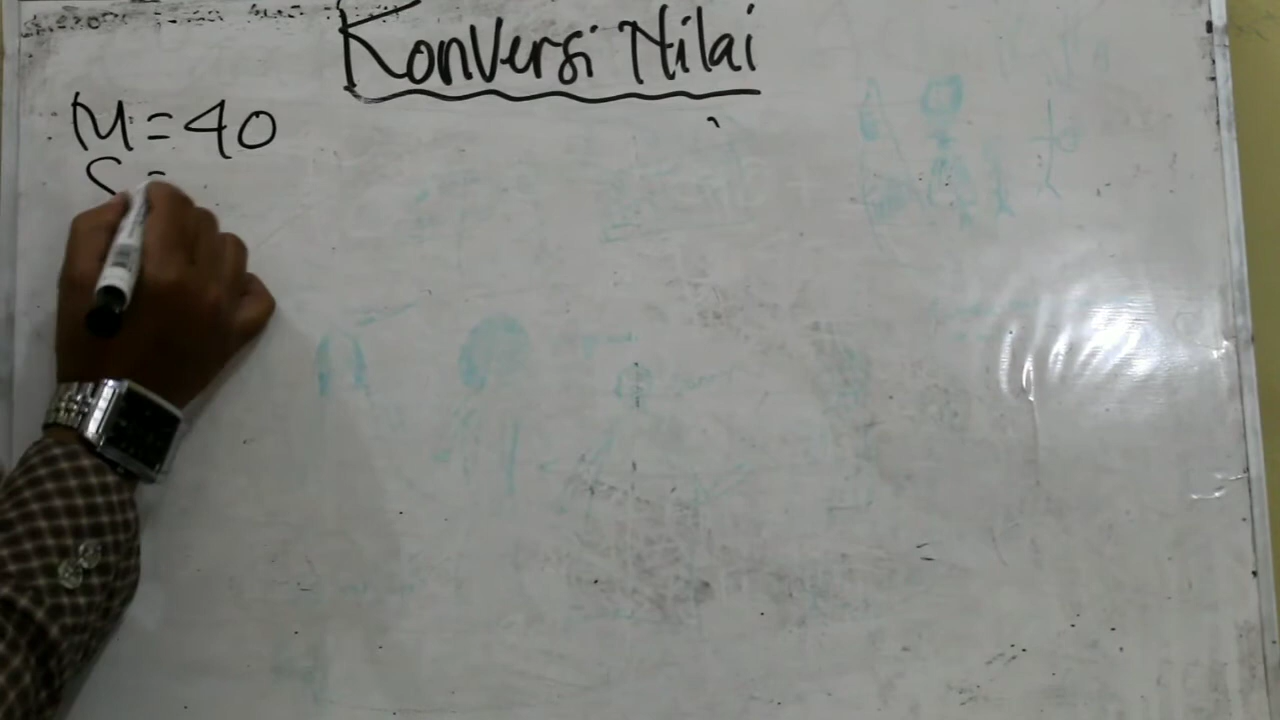 Konversi Nilai
M = 40
S =